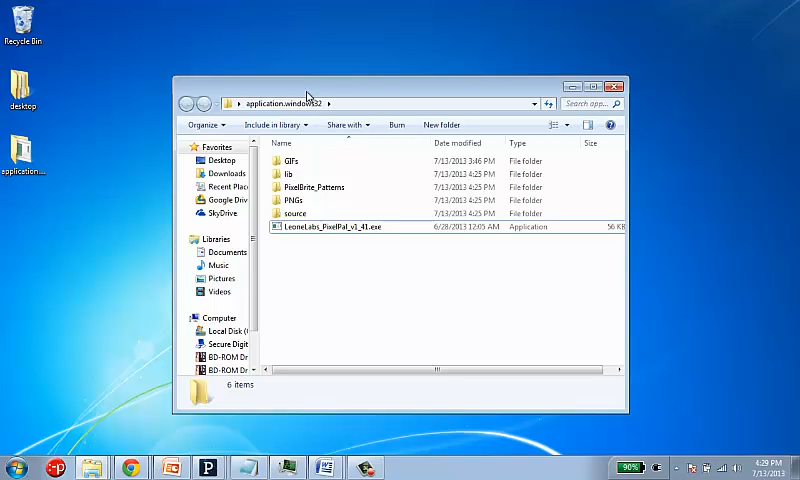 Recycle Bin
desktop
application....
application.windows32
Search app...
Organize Include in library Share with Burn New folder
Name Date modified Type Size
Favorites
Desktop
Downloads
Recent Place
Google Driv
SkyDrive
Libraries
Documents
Music
Pictures
Videos
Computer
Local Disk (
Secure Digit
BD-ROM Dr
BD-ROM Dr
GIFs 7/13/2013 3:46 PM File folder
lib 7/13/2013 4:25 PM File folder
PixelBrite_Patterns 7/13/2013 4:25 PM File folder
PNGs 7/13/2013 4:25 PM File folder
source 7/13/2013 4:25 PM File folder
LeoneLabs_PixelPal_v1_41.exe 6/28/2013 12:05 AM Application 56 KB
6 items
90%
4:29 PM
7/13/2013